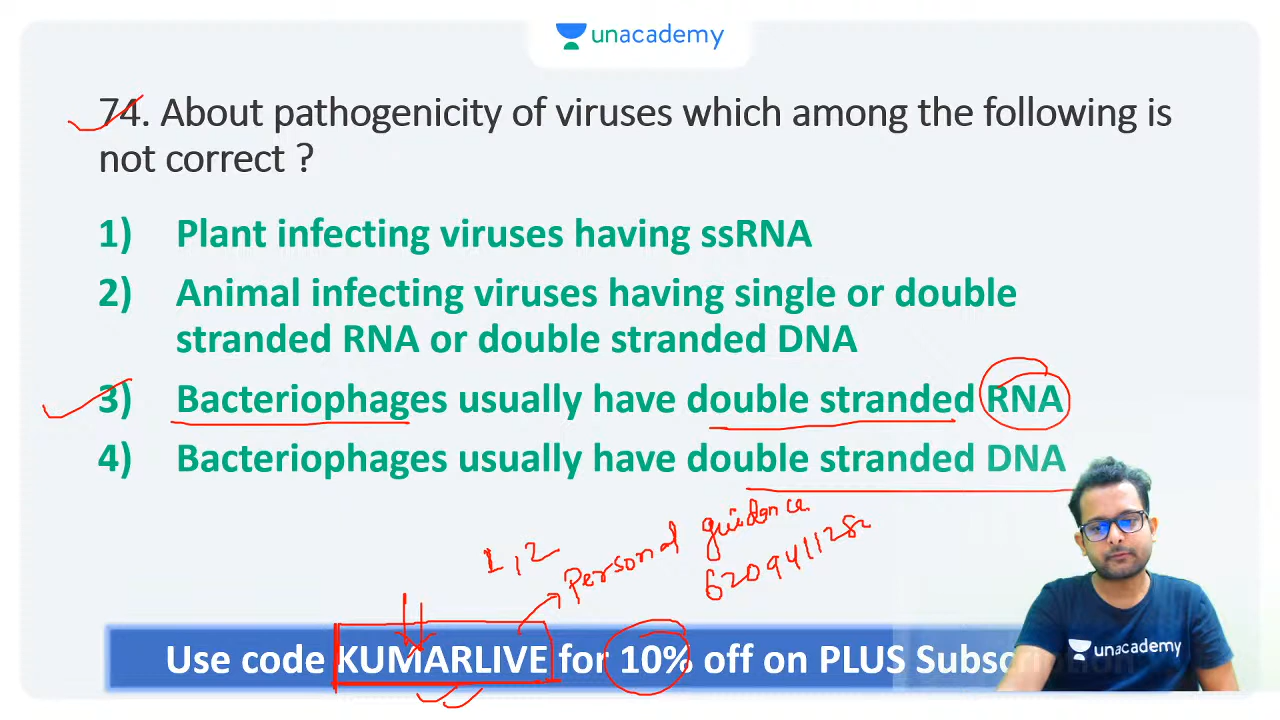 unacademy
74. About pathogenicity of viruses which among the following is
not correct ?
1) Plant infecting viruses having ssRNA
2) Animal infecting viruses having single or double
stranded RNA or double stranded DNA
3) Bacteriophages usually have double stranded RNA
4) Bacteriophages usually have double stranded DNA
1,2
Personal guidance
Use code KUMARLIVE for 10% off on PLUS Subscription
unacademy